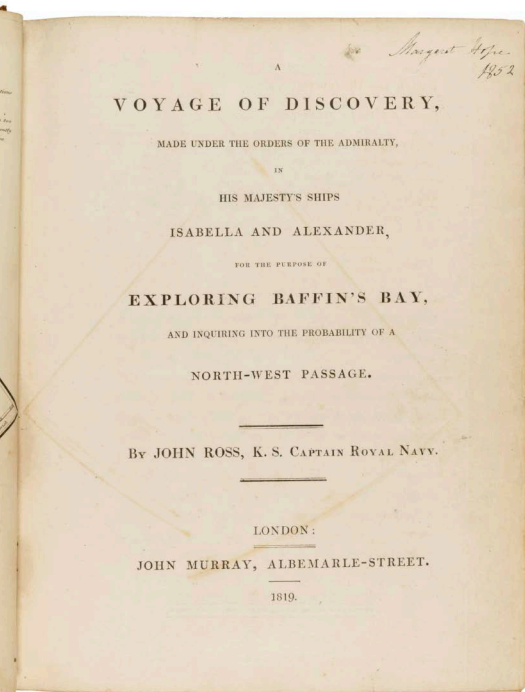 Margaret Hope
1852
A
VOYAGE OF DISCOVERY,
MADE UNDER THE ORDERS OF THE ADMIRALTY,
IN
HIS MAJESTY'S SHIPS
ISABELLA AND ALEXANDER,
FOR THE PURPOSE OF
EXPLORING BAFFIN'S BAY,
AND INQUIRING INTO THE PROBABILITY OF A
NORTH-WEST PASSAGE.
By JOHN ROSS, K. S. Captain Royal Navy.
LONDON:
JOHN MURRAY, ALBEMARLE-STREET.
1819.